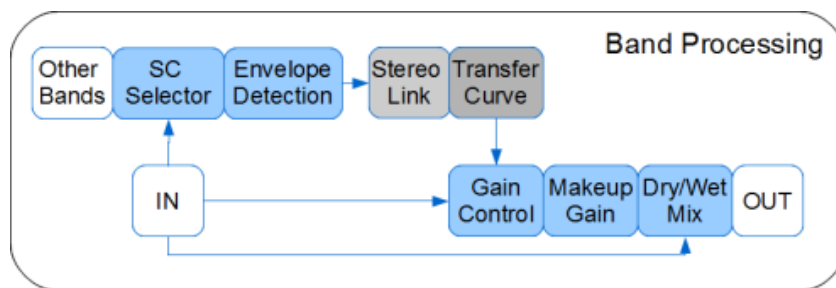 Band Processing
Other
Bands
SC
Selector
Envelope
Detection
Stereo
Link
Transfer
Curve
IN
Gain
Control
Makeup
Gain
Dry/Wet
Mix
OUT